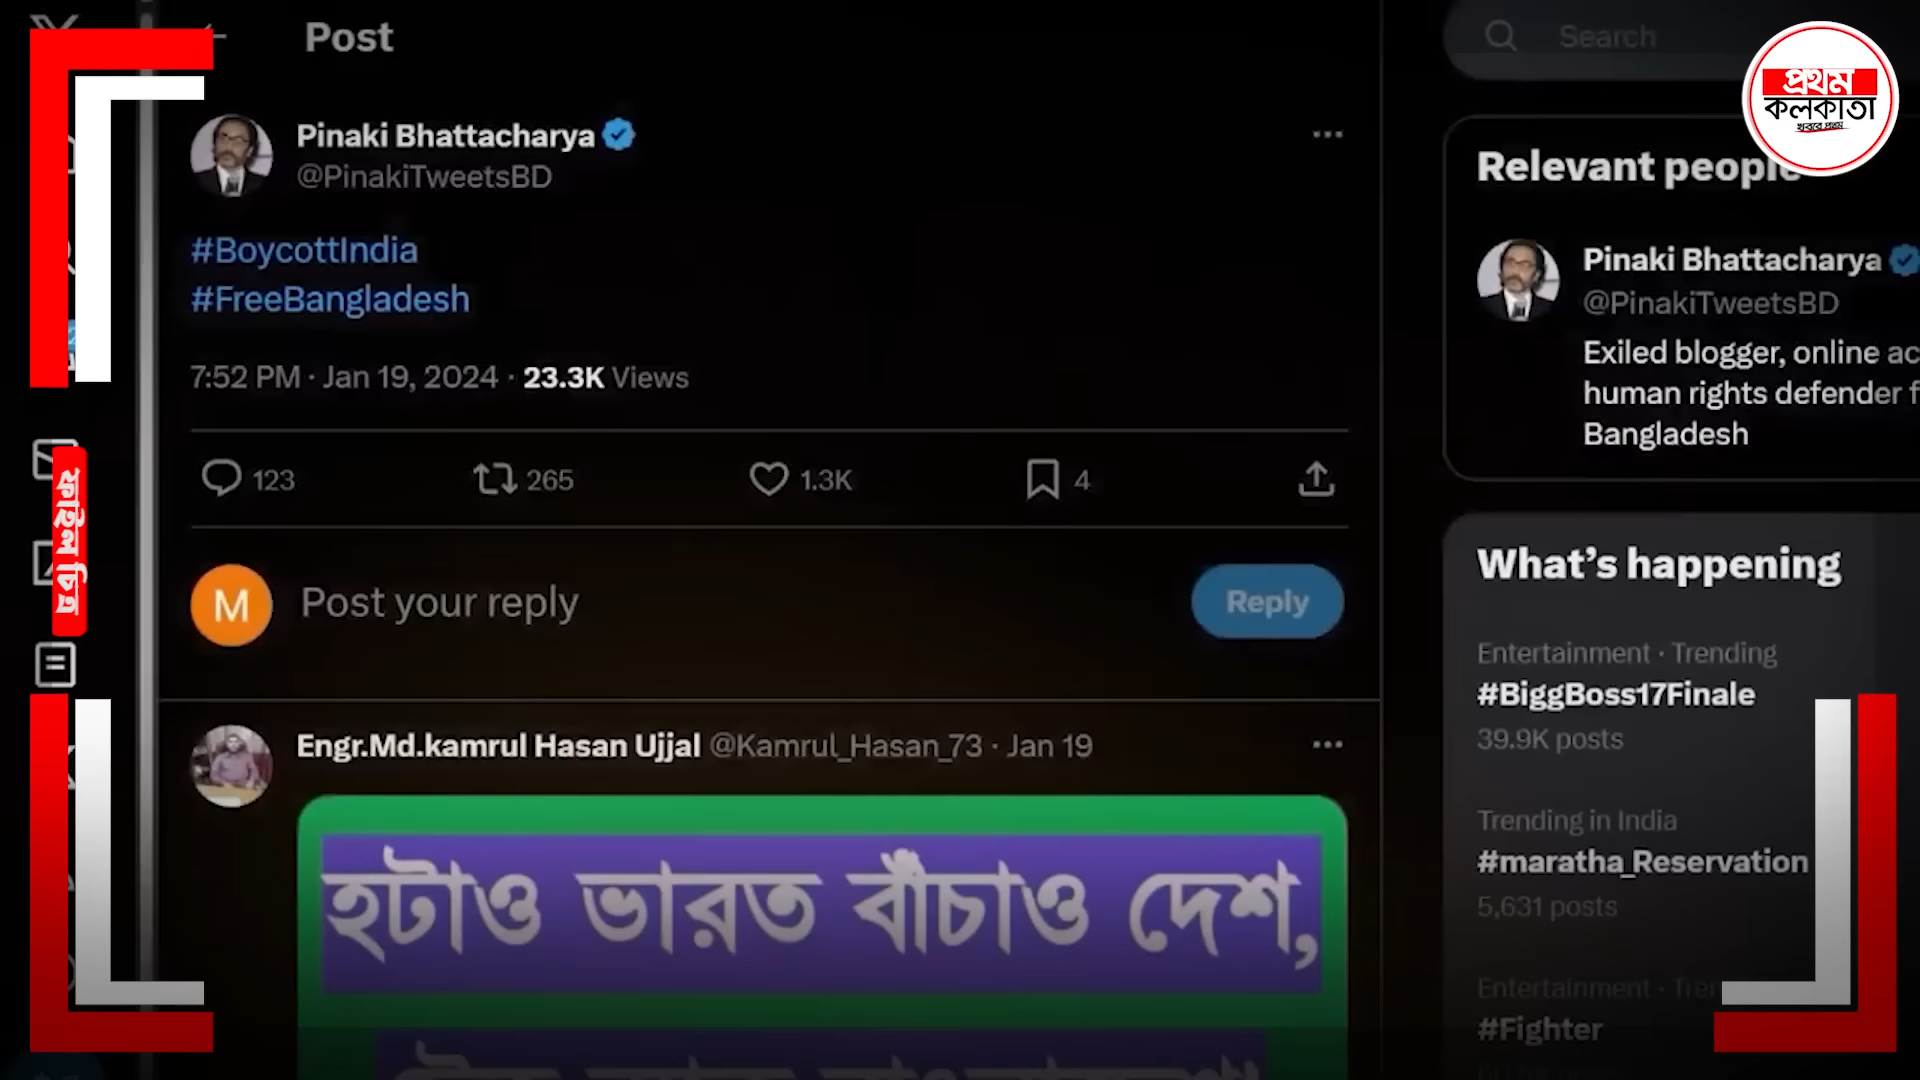 Post
Pinaki Bhattacharya
@PinakiTweetsBD
#BoycottIndia
#FreeBangladesh
7:52 PM · Jan 19, 2024 · 23.3K Views
123 265 1.3K 4
M Post your reply Reply
Engr.Md.kamrul Hasan Ujjal @Kamrul_Hasan_73 · Jan 19
হটাও ভারত বাঁচাও দেশ,
Search
প্রথম
কলকাতা
খবরে প্রথম
Relevant people
Pinaki Bhattacharya
@PinakiTweetsBD
Exiled blogger, online ac
human rights defender f
Bangladesh
What's happening
Entertainment · Trending
#BiggBoss17Finale
39.9K posts
Trending in India
#maratha_Reservation
5,631 posts
Entertainment · Tren
#Fighter
ফাইল চিত্র